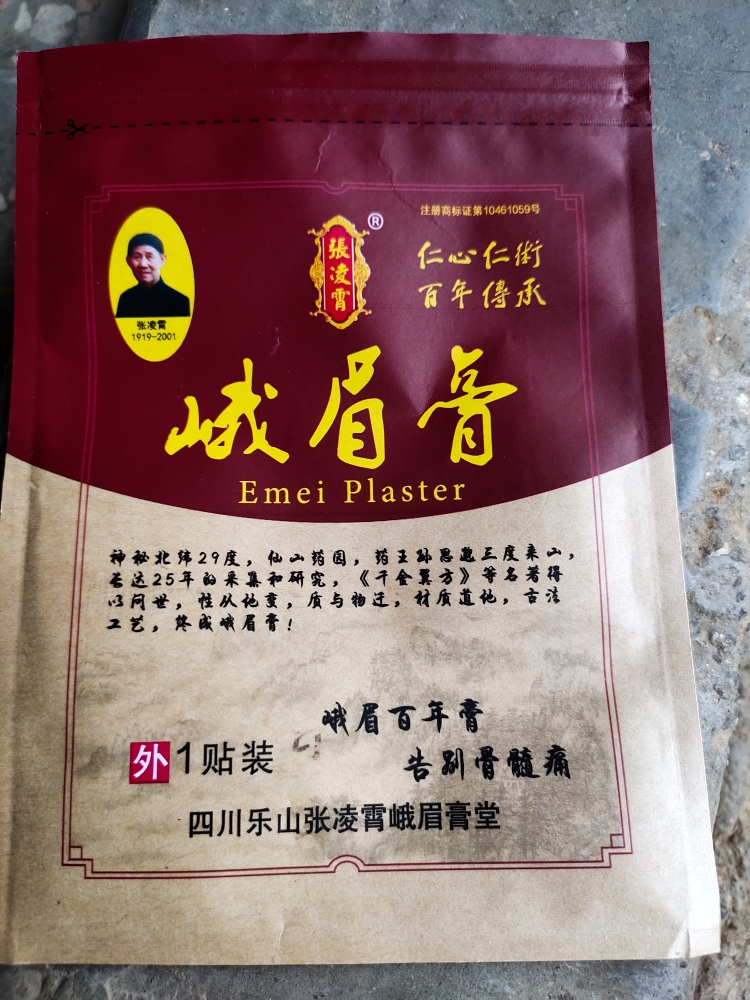 注册商标证第10461059号
張凌霄
®
仁心仁術
百年傳承
张凌霄
1919-2001
峨眉膏
Emei Plaster
神秘北纬29度，仙山药园，药王孙思邈三度来山，
长达25年的采集和研究，《千金翼方》等名著得
以问世，性从地变，质与物迁，材质道地，古法
工艺，终成峨眉膏！
峨眉百年膏
告别骨髓痛
外1贴装
四川乐山张凌霄峨眉膏堂